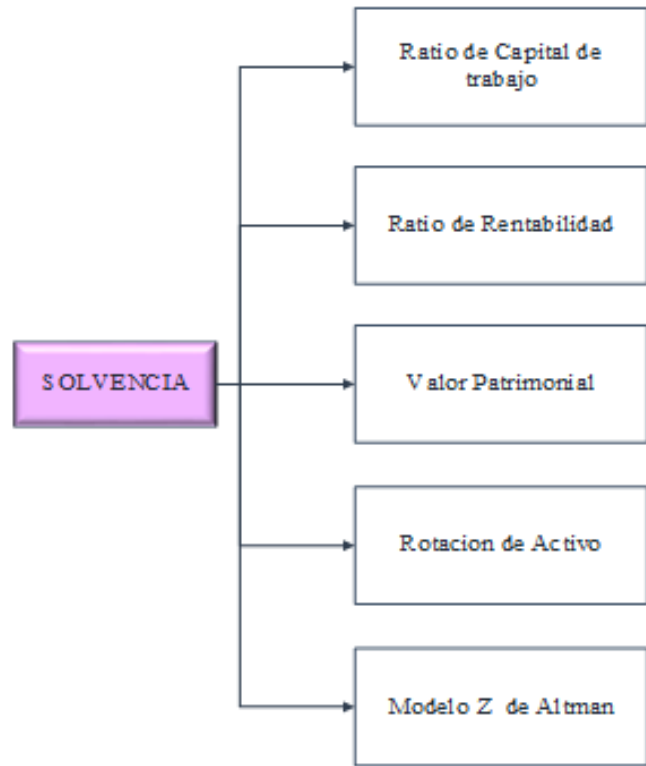 Ratio de Capital de
trabajo
Ratio de Rentabilidad
SOLVENCIA
Valor Patrimonial
Rotacion de Activo
Modelo Z de Altman